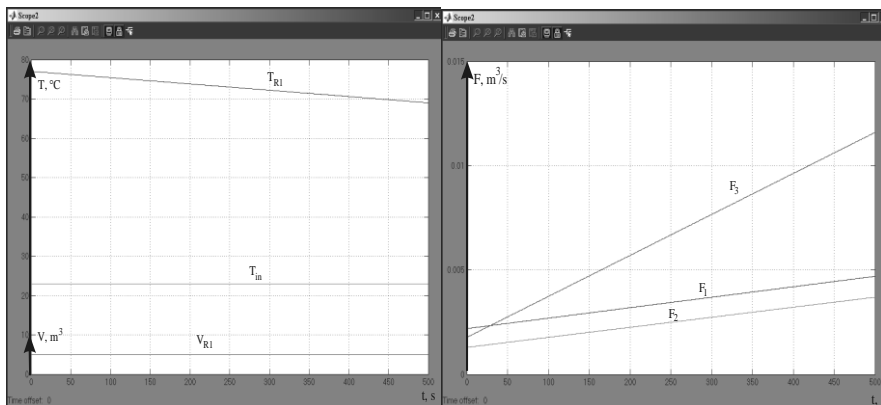 Scope2
80
T, °C
T_R1
70
60
50
40
30
T_in
20
10
V, m³
V_R1
0
0 50 100 150 200 250 300 350 400 450 500
t, s
Time offset: 0
Scope2
0.015
F, m³/s
F_3
0.01
0.005
F_1
F_2
0
0 50 100 150 200 250 300 350 400 450 500
t,
Time offset: 0